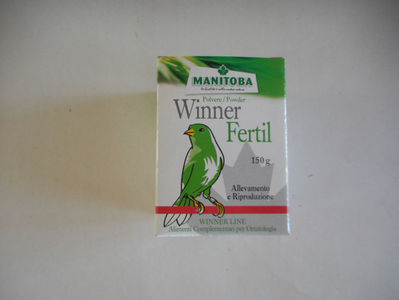 MANITOBA
Polvere / Powder
Winner
Fertil
150 g
Allevamento
e Riproduzione
WINNER LINE
Alimenti Complementari per Ornitologia